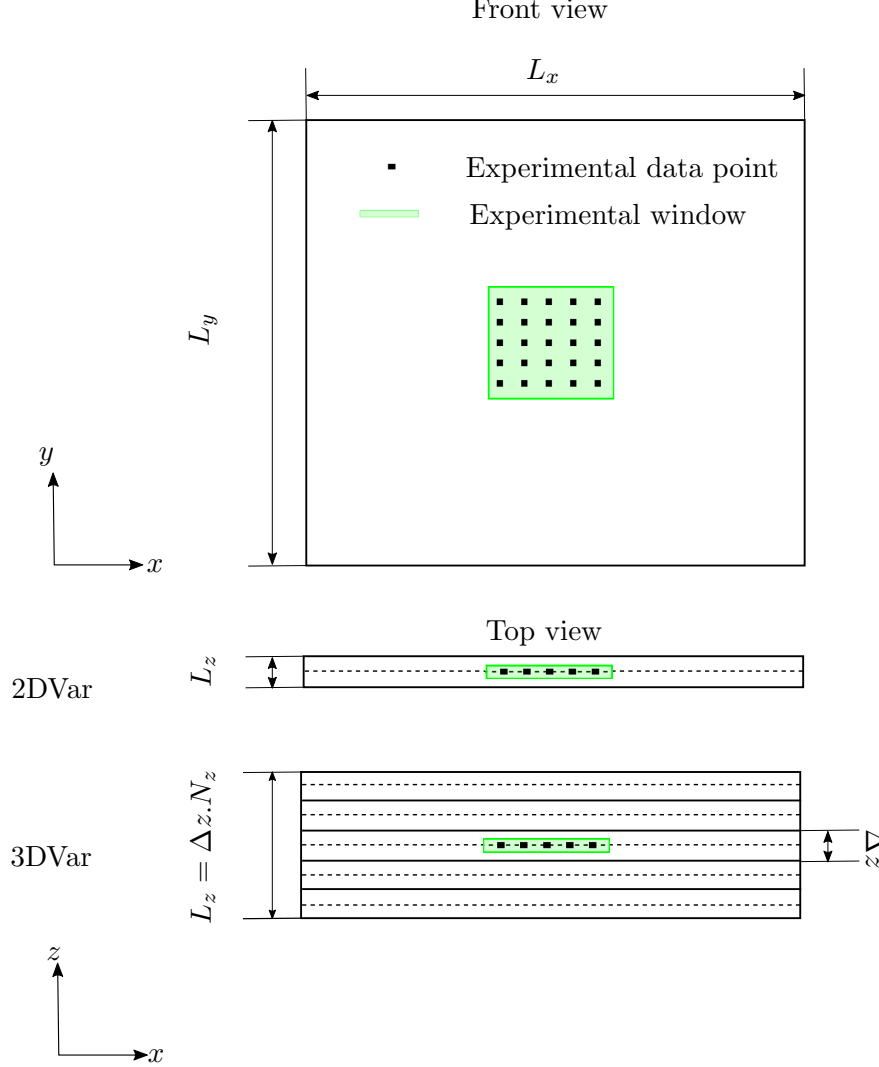 Front view
L_x
Experimental data point
Experimental window
L_y
y
x
Top view
L_z
2DVar
L_z = Δz.N_z
3DVar
Δz
z
x